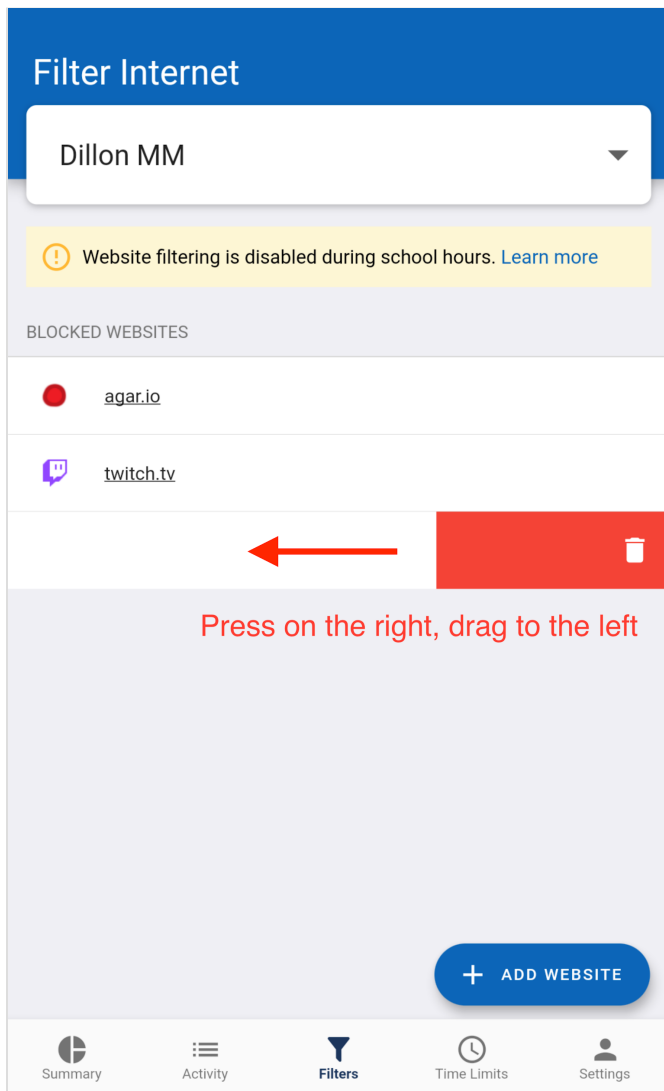 Filter Internet
Dillon MM
Website filtering is disabled during school hours. Learn more
BLOCKED WEBSITES
agar.io
twitch.tv
Press on the right, drag to the left
ADD WEBSITE
Summary Activity Filters Time Limits Settings